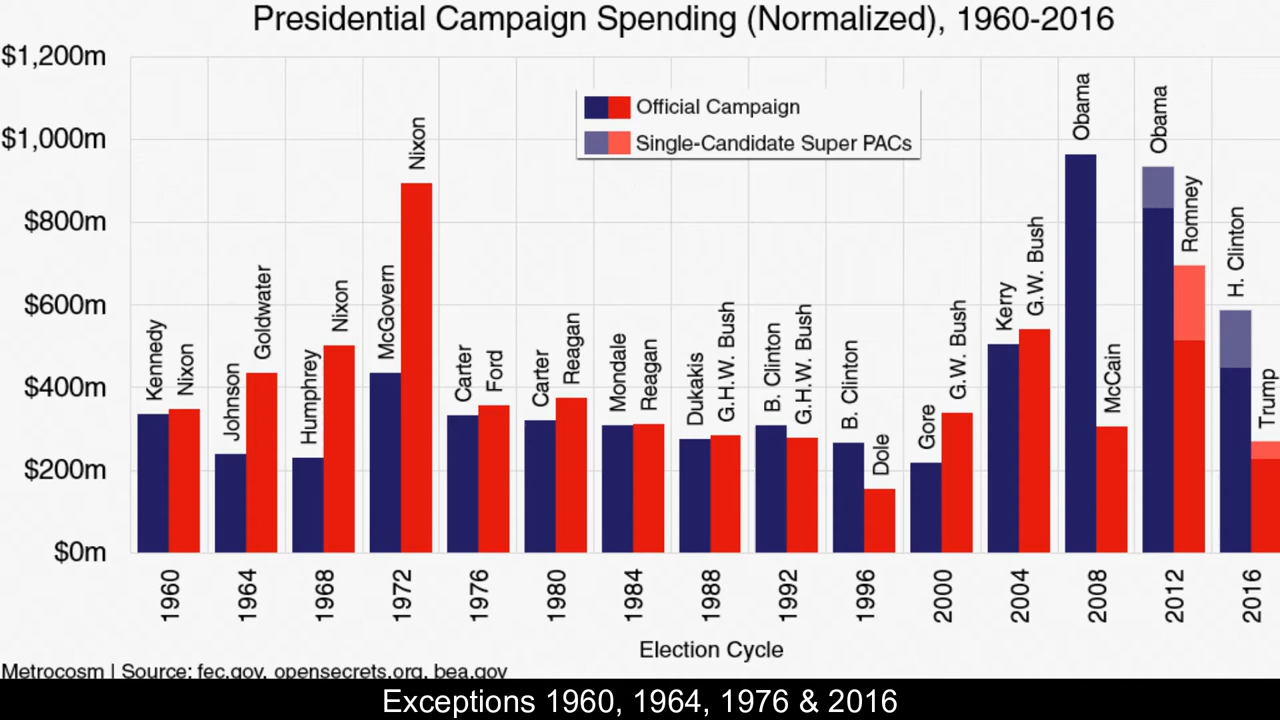 Presidential Campaign Spending (Normalized), 1960-2016
$1,200m
$1,000m
$800m
$600m
$400m
$200m
$0m
Official Campaign
Single-Candidate Super PACs
Kennedy
Nixon
Johnson
Goldwater
Humphrey
Nixon
McGovern
Nixon
Carter
Ford
Carter
Reagan
Mondale
Reagan
Dukakis
G.H.W. Bush
B. Clinton
G.H.W. Bush
B. Clinton
Dole
Gore
G.W. Bush
Kerry
G.W. Bush
Obama
McCain
Obama
Romney
H. Clinton
Trump
1960
1964
1968
1972
1976
1980
1984
1988
1992
1996
2000
2004
2008
2012
2016
Election Cycle
Metrocosm | Source: fec.gov, opensecrets.org, bea.gov
Exceptions 1960, 1964, 1976 & 2016